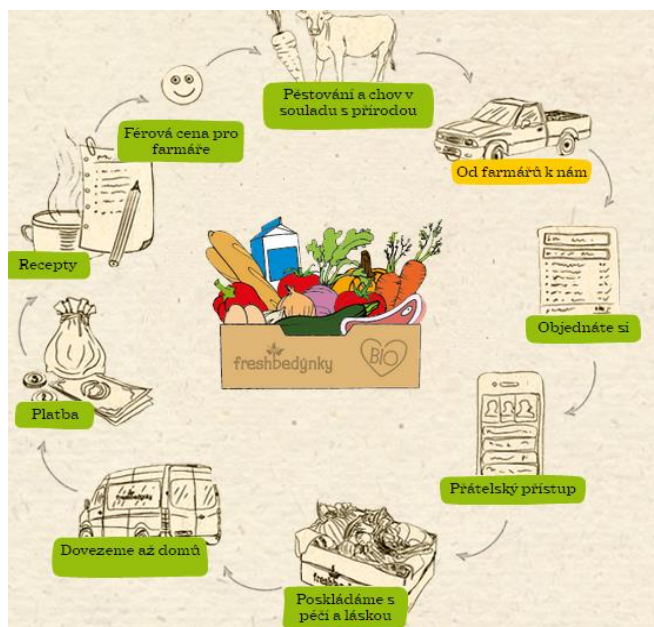 Pěstování a chov v
souladu s přírodou
Od farmářů k nám
Objednáte si
Přátelský přístup
Poskládáme s
péčí a láskou
Dovezeme až domů
Platba
Recepty
Férová cena pro
farmáře
freshbedýnky
BIO